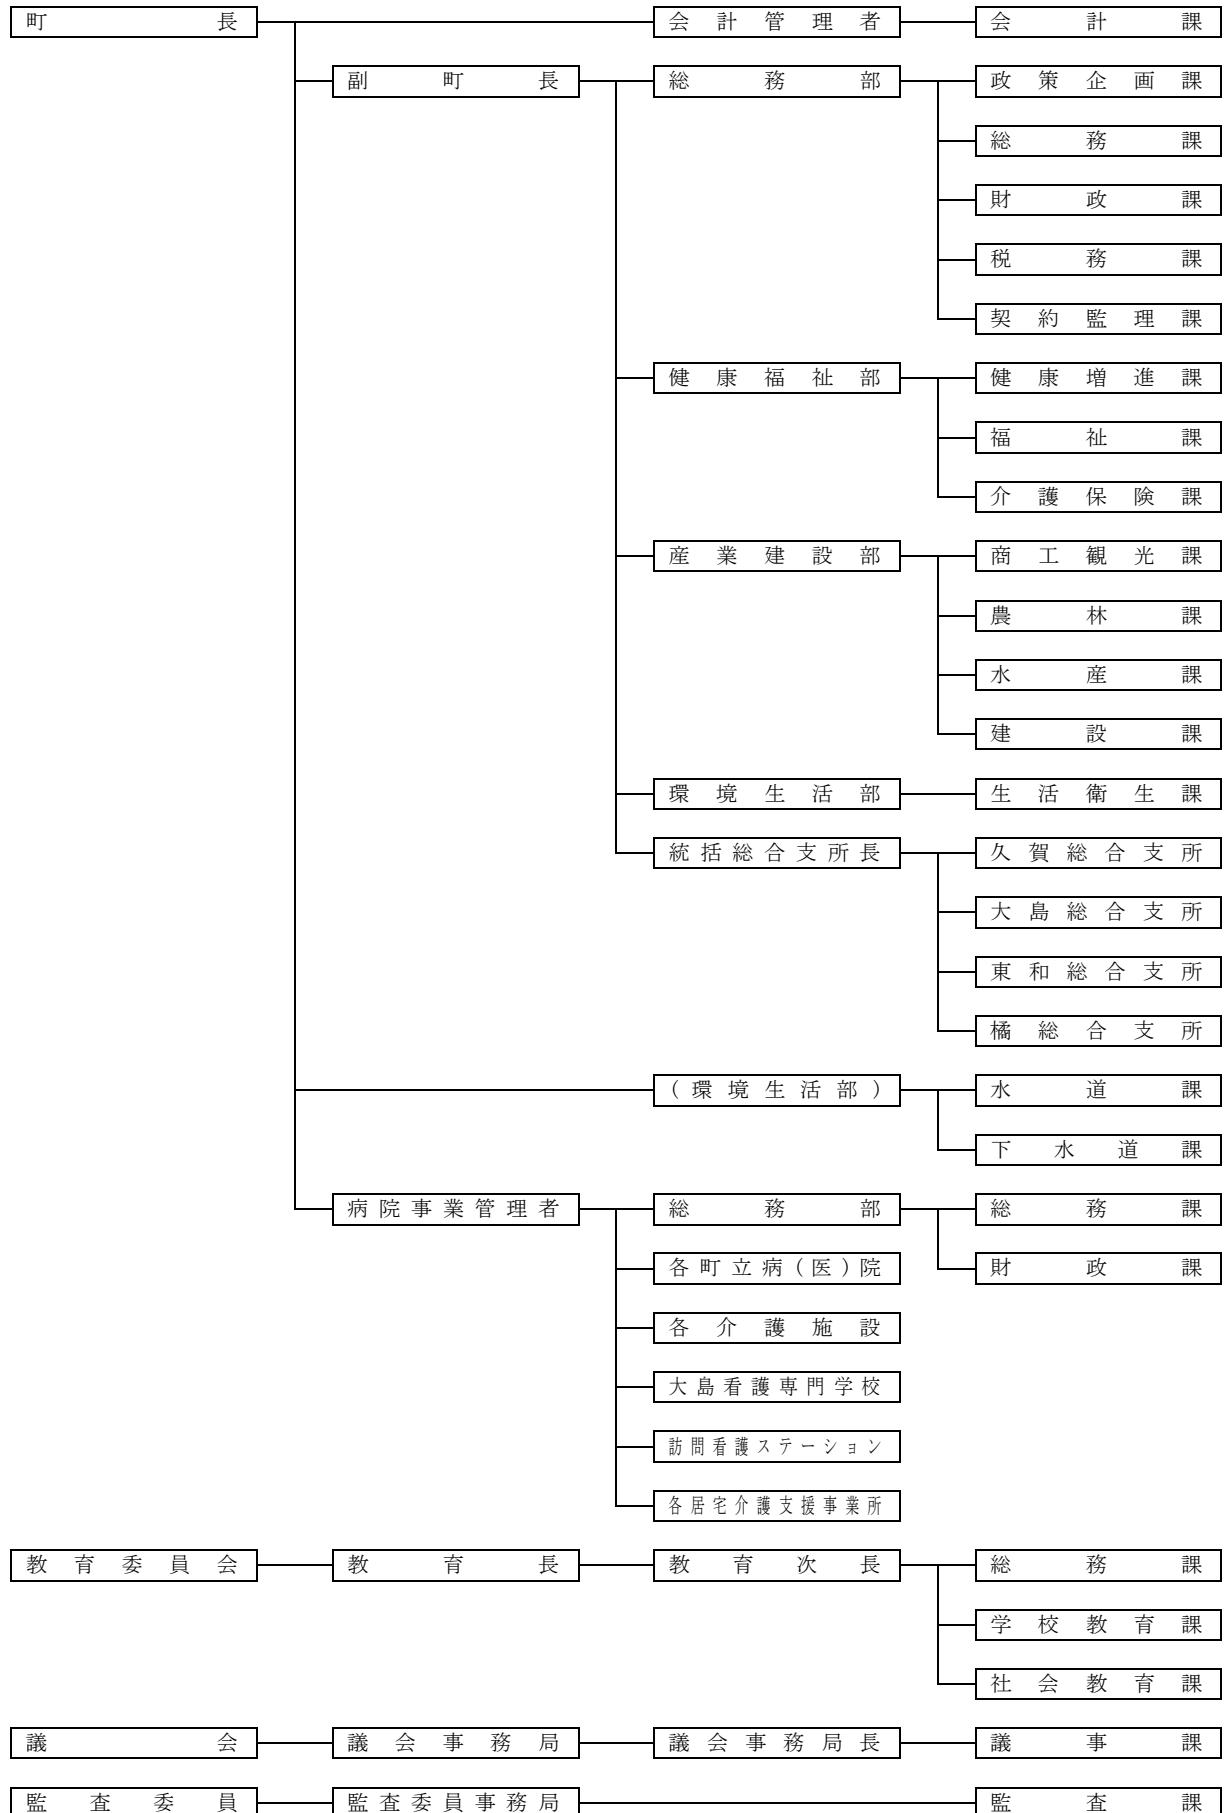 町長 会計管理者 会計課
副町長 総務部 政策企画課
総務課
財政課
税務課
契約監理課
健康福祉部 健康増進課
福祉課
介護保険課
産業建設部 商工観光課
農林課
水産課
建設課
環境生活部 生活衛生課
統括総合支所長 久賀総合支所
大島総合支所
東和総合支所
橘総合支所
(環境生活部) 水道課
下水道課
病院事業管理者 総務部 総務課
各町立病(医)院 財政課
各介護施設
大島看護専門学校
訪問看護ステーション
各居宅介護支援事業所
教育委員会 教育長 教育次長 総務課
学校教育課
社会教育課
議会 議会事務局 議会事務局長 議事課
監査委員 監査委員事務局 監査課